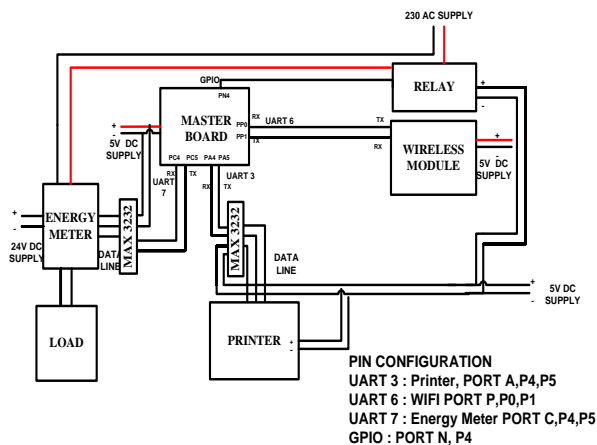 230 AC SUPPLY
GPIO
PN4
RELAY
+
-
MASTER
BOARD
RX
PP0
UART 6
TX
PP1
TX
RX
WIRELESS
MODULE
+
-
5V DC
SUPPLY
+
-
5V DC
SUPPLY
PC4
PC5
PA4
PA5
RX
TX
RX
TX
UART
7
UART 3
+
-
24V DC
SUPPLY
ENERGY
METER
MAX 3232
DATA
LINE
MAX 3232
DATA
LINE
+
-
5V DC
SUPPLY
LOAD
PRINTER
+
-
PIN CONFIGURATION
UART 3 : Printer, PORT A,P4,P5
UART 6 : WIFI PORT P,P0,P1
UART 7 : Energy Meter PORT C,P4,P5
GPIO : PORT N, P4